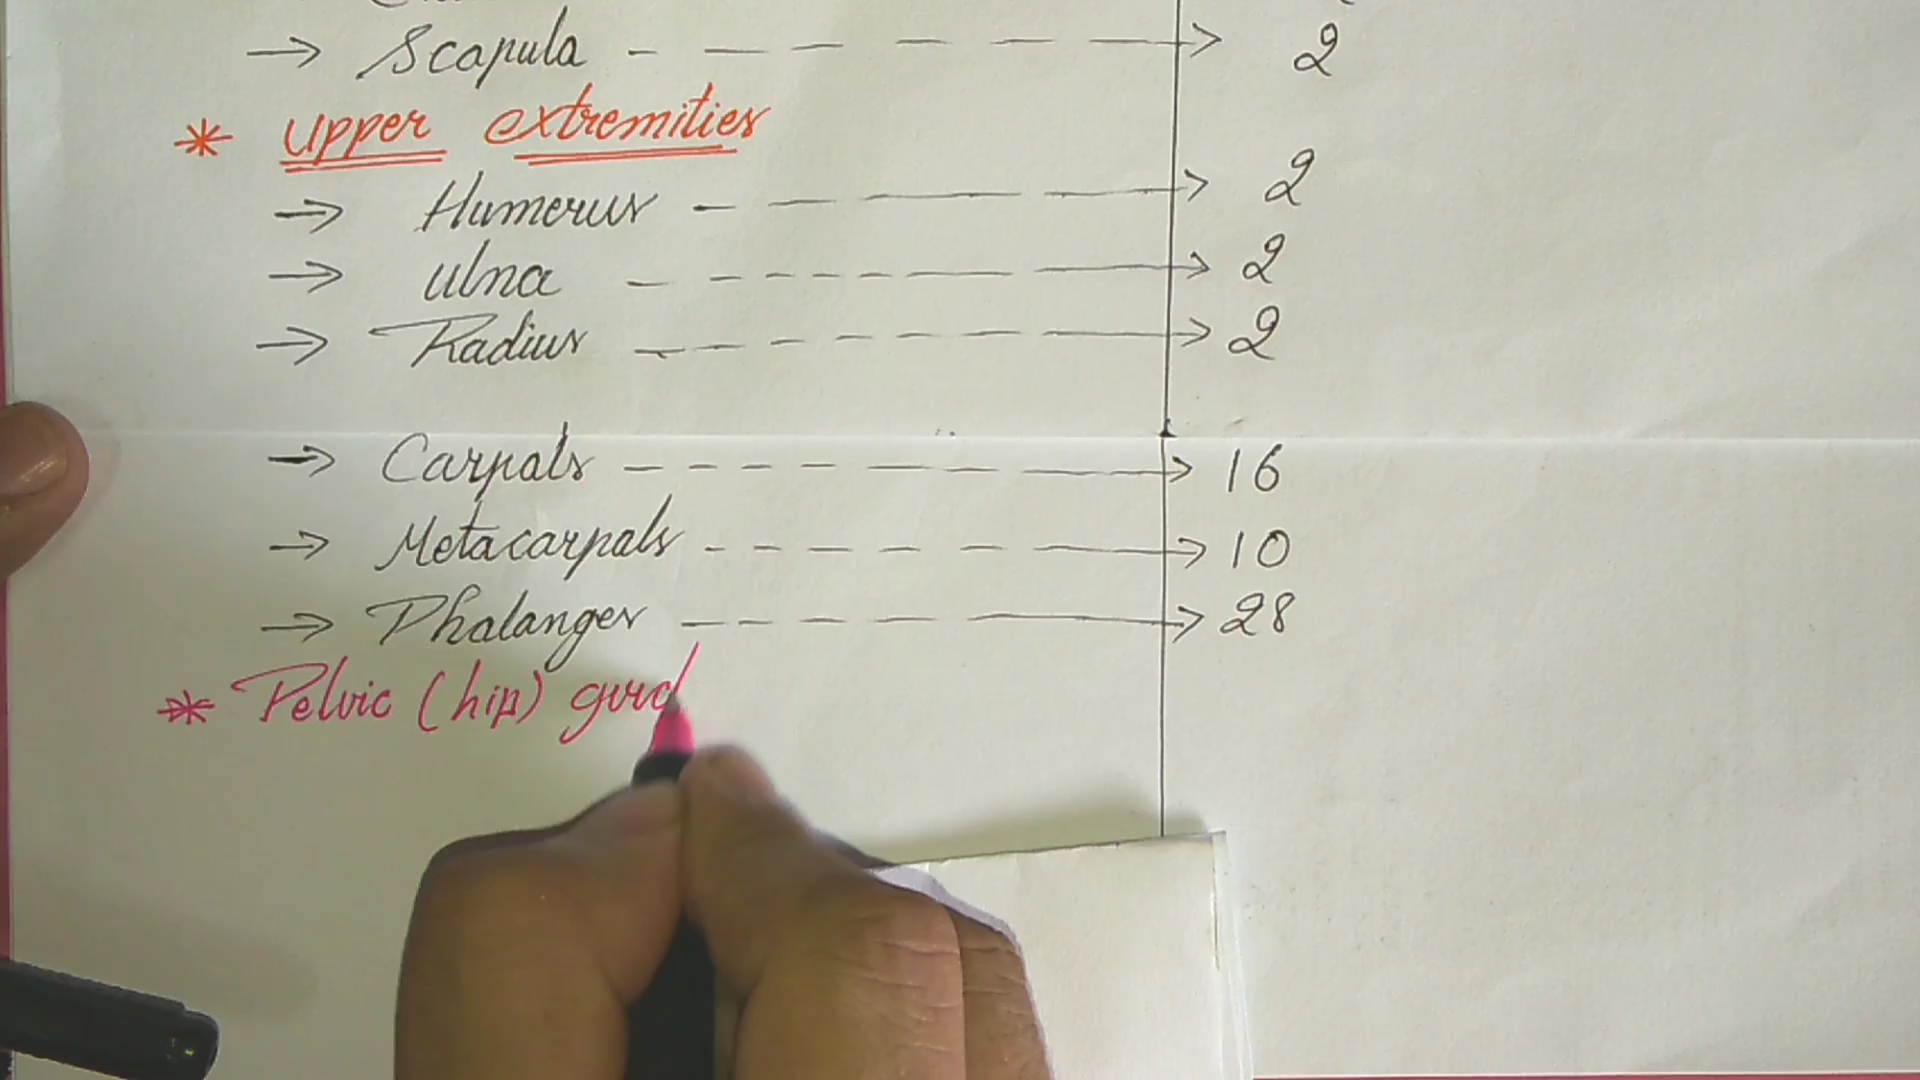 → Scapula - - - - - - → 2
* Upper extremities
→ Humerus - - - - → 2
→ ulna - - - - - - → 2
→ Radius - - - - - - → 2
→ Carpals - - - - - - → 16
→ Metacarpals - - - - - - → 10
→ Phalanges - - - - - → 28
* Pelvic (hip) gird